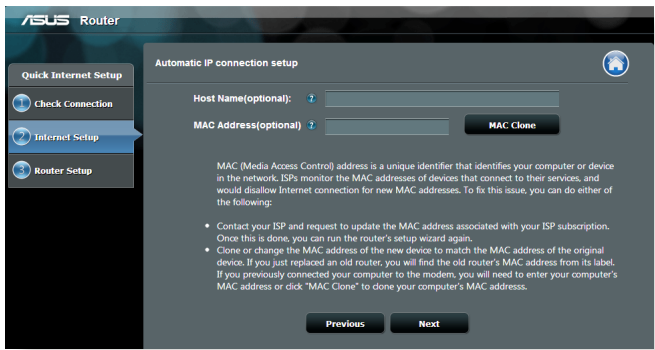 ASUS Router
Quick Internet Setup
1 Check Connection
2 Internet Setup
3 Router Setup
Automatic IP connection setup
Host Name(optional): ?
MAC Address(optional) ? MAC Clone
MAC (Media Access Control) address is a unique identifier that identifies your computer or device
in the network. ISPs monitor the MAC addresses of devices that connect to their services, and
would disallow Internet connection for new MAC addresses. To fix this issue, you can do either of
the following:
• Contact your ISP and request to update the MAC address associated with your ISP subscription.
Once this is done, you can run the router's setup wizard again.
• Clone or change the MAC address of the new device to match the MAC address of the original
device. If you just replaced an old router, you will find the old router's MAC address from its label.
If you previously connected your computer to the modem, you will need to enter your computer's
MAC address or click "MAC Clone" to clone your computer's MAC addresss.
Previous Next